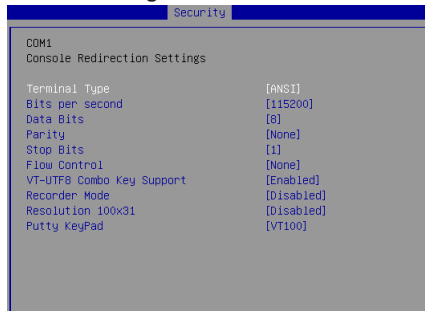 Security
COM1
Console Redirection Settings
Terminal Type [ANSI]
Bits per second [115200]
Data Bits [8]
Parity [None]
Stop Bits [1]
Flow Control [None]
VT-UTF8 Combo Key Support [Enabled]
Recorder Mode [Disabled]
Resolution 100x31 [Disabled]
Putty KeyPad [VT100]